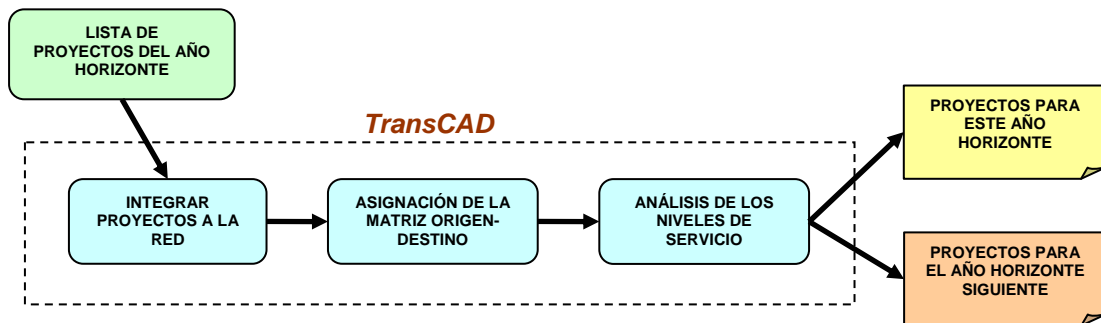 LISTA DE
PROYECTOS DEL AÑO
HORIZONTE
TransCAD
INTEGRAR
PROYECTOS A LA
RED
ASIGNACIÓN DE LA
MATRIZ ORIGEN-
DESTINO
ANÁLISIS DE LOS
NIVELES DE
SERVICIO
PROYECTOS PARA
ESTE AÑO
HORIZONTE
PROYECTOS PARA
EL AÑO HORIZONTE
SIGUIENTE